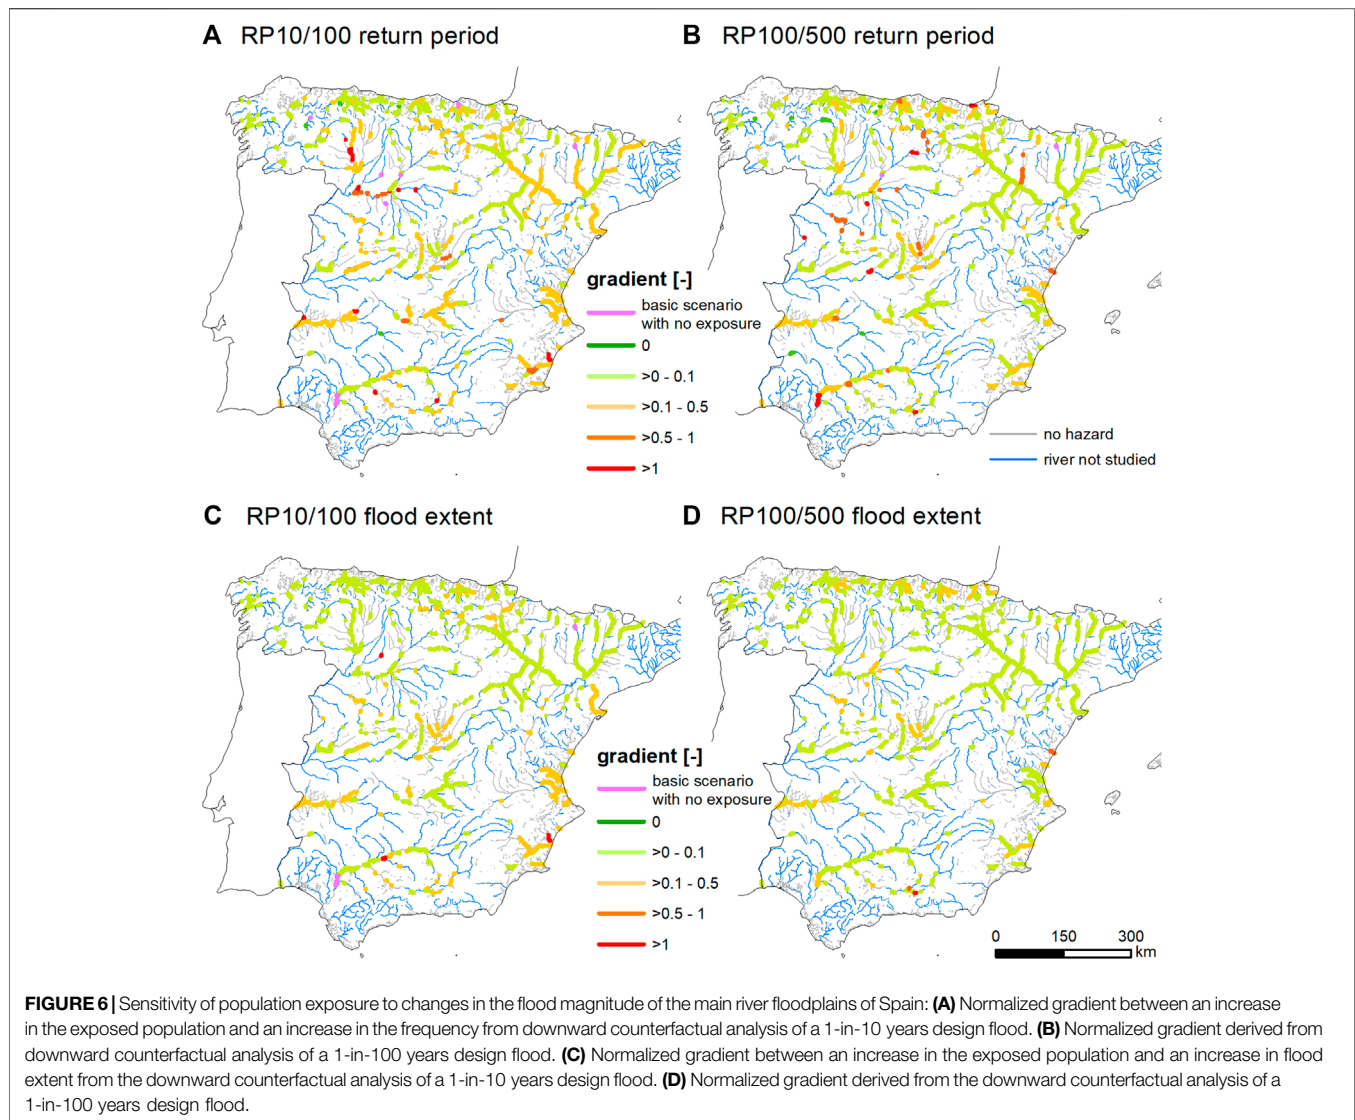 A RP10/100 return period
B RP100/500 return period
gradient [-]
basic scenario
with no exposure
0
>0 - 0.1
>0.1 - 0.5
>0.5 - 1
>1
no hazard
river not studied
C RP10/100 flood extent
D RP100/500 flood extent
gradient [-]
basic scenario
with no exposure
0
>0 - 0.1
>0.1 - 0.5
>0.5 - 1
>1
0 150 300
km
FIGURE 6 | Sensitivity of population exposure to changes in the flood magnitude of the main river floodplains of Spain: (A) Normalized gradient between an increase
in the exposed population and an increase in the frequency from downward counterfactual analysis of a 1-in-10 years design flood. (B) Normalized gradient derived from
downward counterfactual analysis of a 1-in-100 years design flood. (C) Normalized gradient between an increase in the exposed population and an increase in flood
extent from the downward counterfactual analysis of a 1-in-10 years design flood. (D) Normalized gradient derived from the downward counterfactual analysis of a
1-in-100 years design flood.